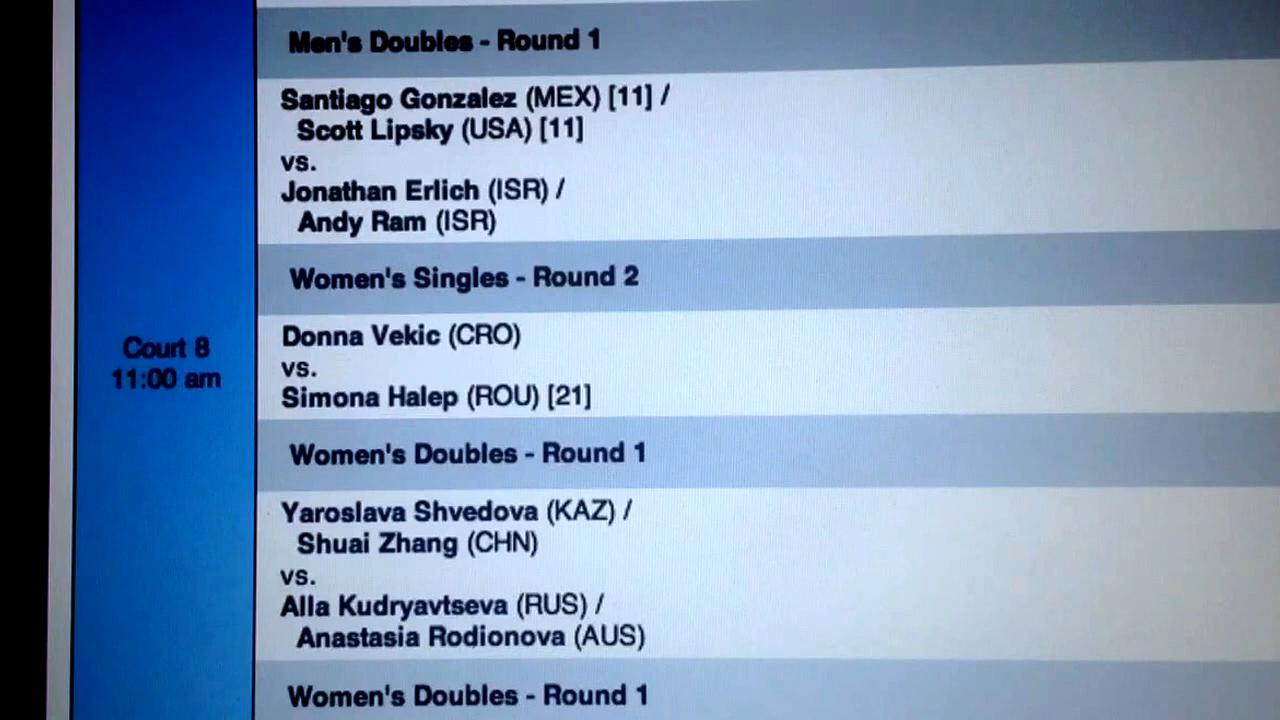 Men's Doubles - Round 1
Santiago Gonzalez (MEX) [11] /
Scott Lipsky (USA) [11]
vs.
Jonathan Erlich (ISR) /
Andy Ram (ISR)
Women's Singles - Round 2
Court 8
11:00 am
Donna Vekic (CRO)
vs.
Simona Halep (ROU) [21]
Women's Doubles - Round 1
Yaroslava Shvedova (KAZ) /
Shuai Zhang (CHN)
vs.
Alla Kudryavtseva (RUS) /
Anastasia Rodionova (AUS)
Women's Doubles - Round 1